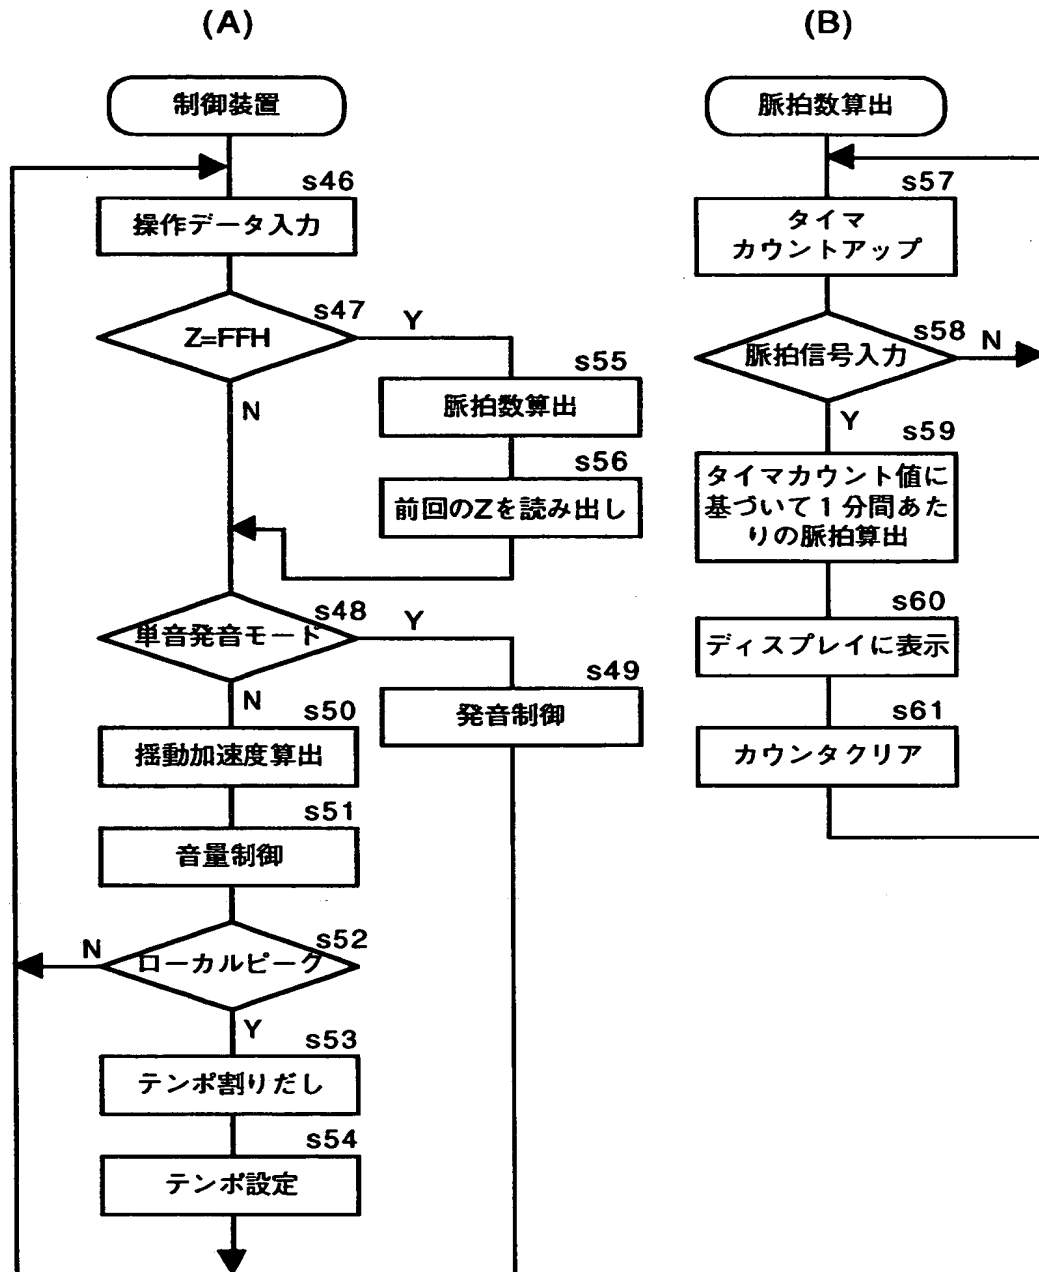 (A)
制御装置
s46
操作データ入力
s47
Z=FFH
Y
N
s55
脈拍数算出
s56
前回のZを読み出し
s48
単音発音モード
Y
N
s49
発音制御
s50
揺動加速度算出
s51
音量制御
s52
ローカルピーク
N
Y
s53
テンポ割りだし
s54
テンポ設定
(B)
脈拍数算出
s57
タイマ
カウントアップ
s58
脈拍信号入力
N
Y
s59
タイマカウント値に
基づいて1分間あた
りの脈拍算出
s60
ディスプレイに表示
s61
カウンタクリア